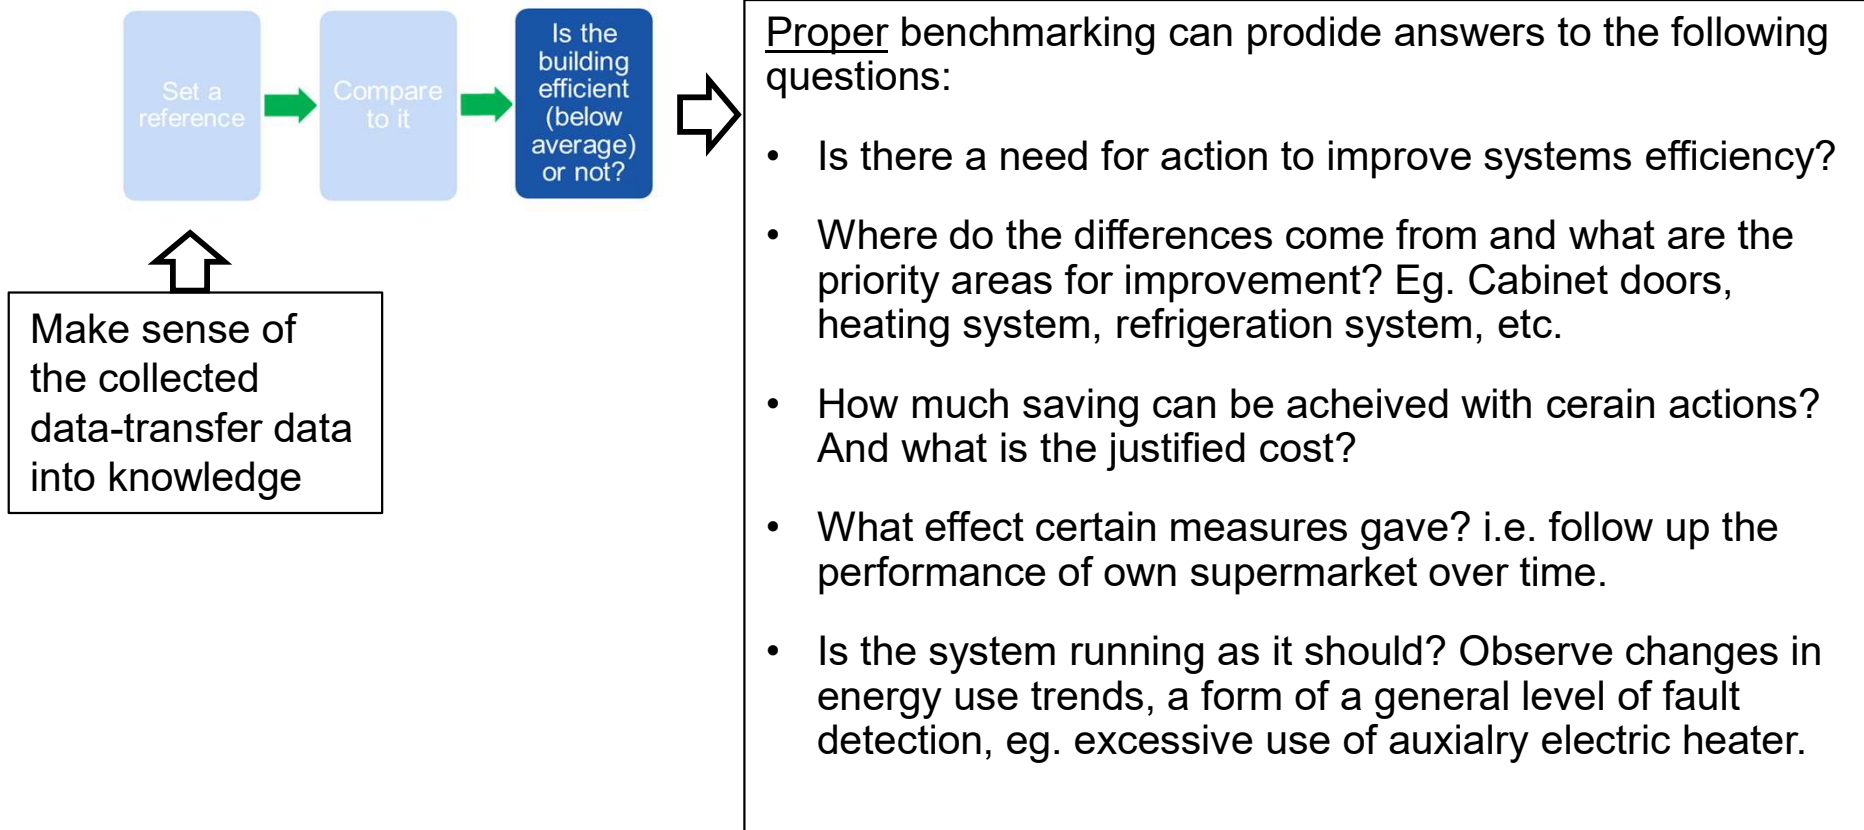 Set a
reference
Compare
to it
Is the
building
efficient
(below
average)
or not?
Make sense of
the collected
data-transfer data
into knowledge
Proper benchmarking can prodide answers to the following
questions:
• Is there a need for action to improve systems efficiency?
• Where do the differences come from and what are the
priority areas for improvement? Eg. Cabinet doors,
heating system, refrigeration system, etc.
• How much saving can be acheived with cerain actions?
And what is the justified cost?
• What effect certain measures gave? i.e. follow up the
performance of own supermarket over time.
• Is the system running as it should? Observe changes in
energy use trends, a form of a general level of fault
detection, eg. excessive use of auxialry electric heater.